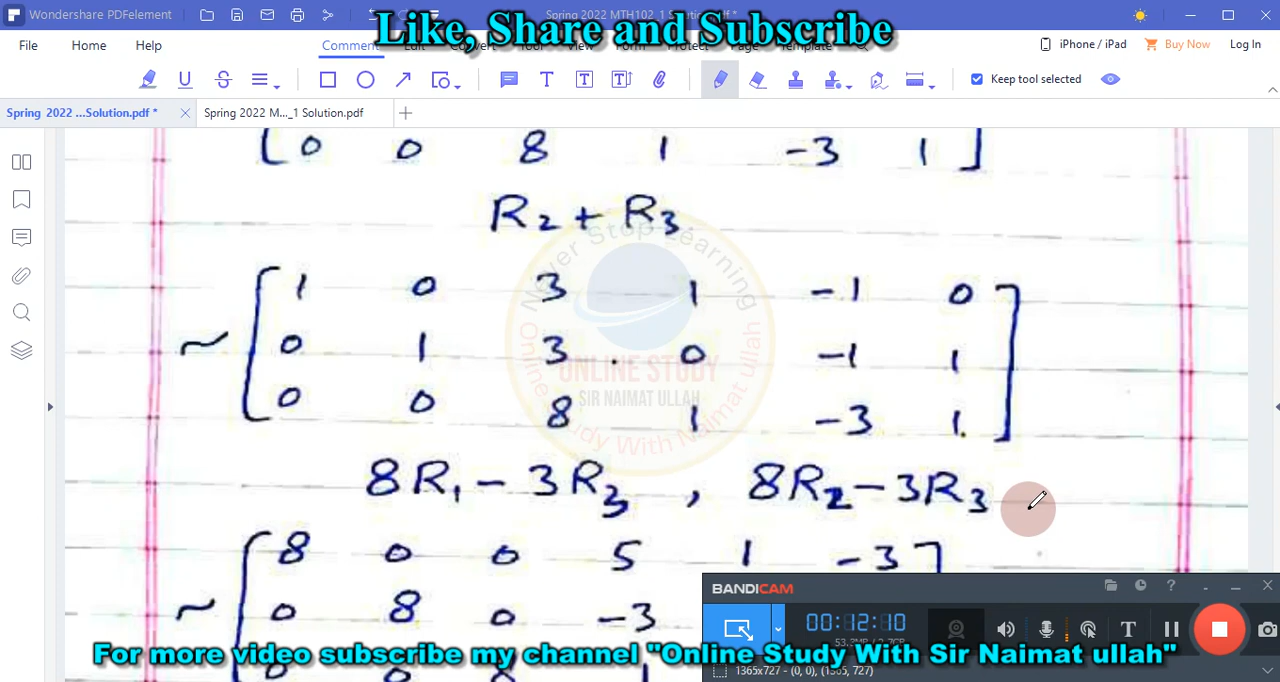 Wondershare PDFelement
Spring 2022 MTH102_1 Solution.pdf *
Like, Share and Subscribe
File Home Help Comment Edit Convert Tool View Form Protect Page Template iPhone / iPad Buy Now Log In
Keep tool selected
Spring 2022 ...Solution.pdf * Spring 2022 M..._1 Solution.pdf
0 0 8 1 -3 1
R2 + R3
Never Stop Learning
1 0 3 1 -1 0
~ 0 1 3 0 -1 1
0 0 8 1 -3 1
ONLINE STUDY
SIR NAIMAT ULLAH
Online Study With Naimat ullah
8R1 - 3R3 , 8R2 - 3R3
8 0 0 5 1 -3
~ 0 8 0 -3
BANDICAM
00:12:10
1365x727 - (0, 0), (1365, 727)
For more video subscribe my channel "Online Study With Sir Naimat ullah"